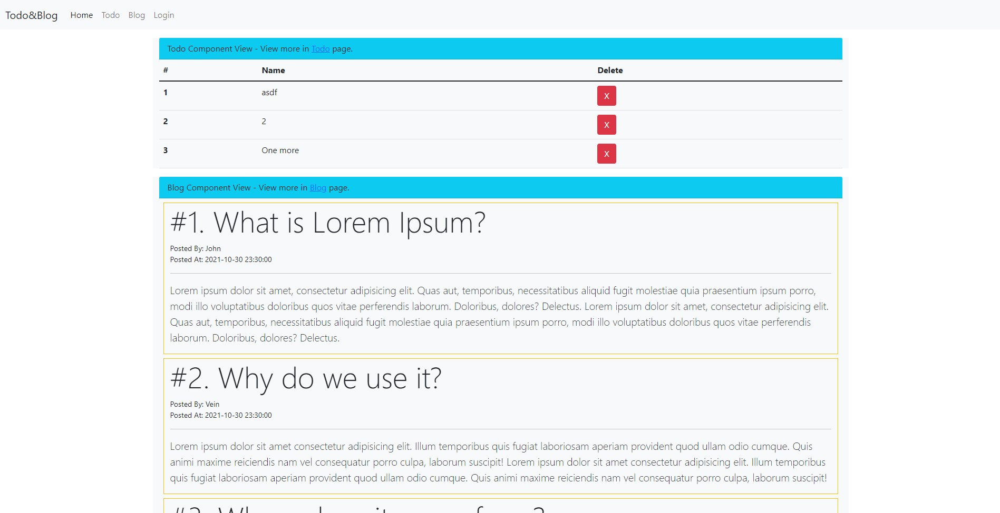 Todo&Blog Home Todo Blog Login
Todo Component View - View more in Todo page.
# Name Delete
1 asdf X
2 2 X
3 One more X
Blog Component View - View more in Blog page.
#1. What is Lorem Ipsum?
Posted By: John
Posted At: 2021-10-30 23:30:00
Lorem ipsum dolor sit amet, consectetur adipisicing elit. Quas aut, temporibus, necessitatibus aliquid fugit molestiae quia praesentium ipsum porro,
modi illo voluptatibus doloribus quos vitae perferendis laborum. Doloribus, dolores? Delectus. Lorem ipsum dolor sit amet, consectetur adipisicing elit.
Quas aut, temporibus, necessitatibus aliquid fugit molestiae quia praesentium ipsum porro, modi illo voluptatibus doloribus quos vitae perferendis
laborum. Doloribus, dolores? Delectus.
#2. Why do we use it?
Posted By: Vein
Posted At: 2021-10-30 23:30:00
Lorem ipsum dolor sit amet consectetur adipisicing elit. Illum temporibus quis fugiat laboriosam aperiam provident quod ullam odio cumque. Quis
animi maxime reiciendis nam vel consequatur porro culpa, laborum suscipit! Lorem ipsum dolor sit amet consectetur adipisicing elit. Illum temporibus
quis fugiat laboriosam aperiam provident quod ullam odio cumque. Quis animi maxime reiciendis nam vel consequatur porro culpa, laborum suscipit!